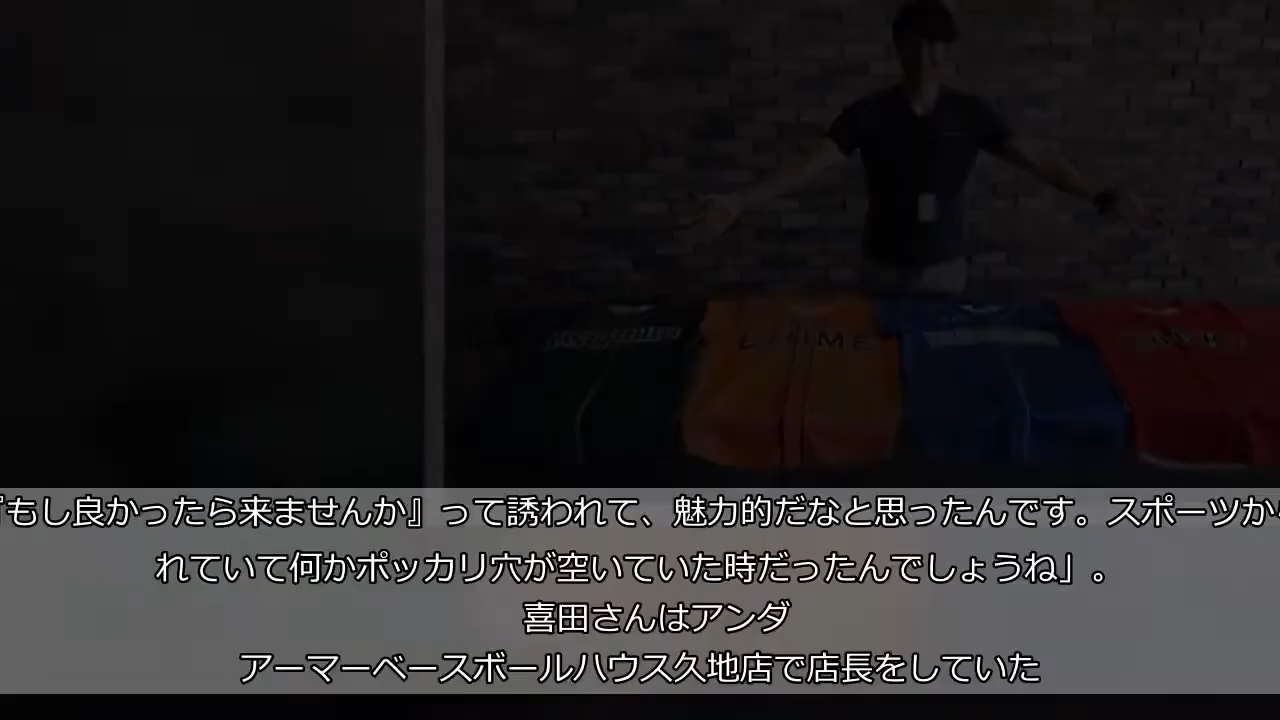 『もし良かったら来ませんか』って誘われて、魅力的だなと思ったんです。スポーツから
れていて何かポッカリ穴が空いていた時だったんでしょうね」。
喜田さんはアンダ
アーマーベースボールハウス久地店で店長をしていた